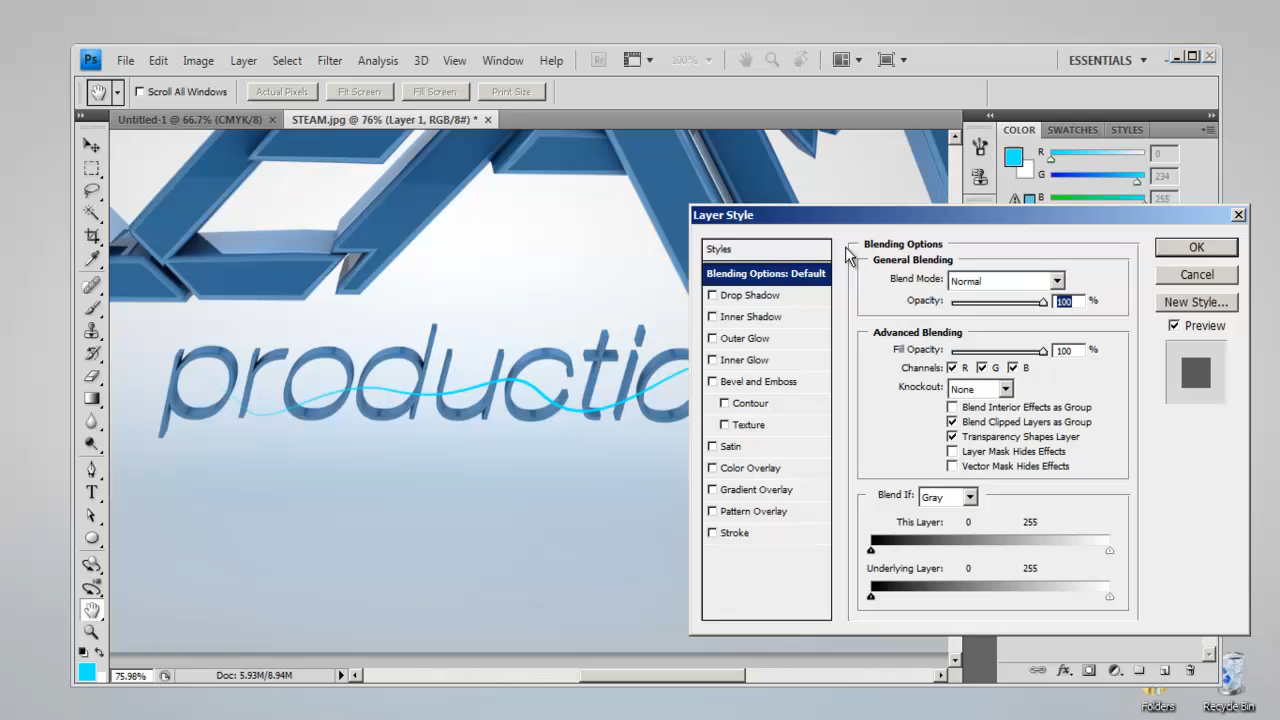 Ps File Edit Image Layer Select Filter Analysis 3D View Window Help Br 100% ESSENTIALS
Scroll All Windows Actual Pixels Fit Screen Fill Screen Print Size
Untitled-1 @ 66.7% (CMYK/8) STEAM.jpg @ 76% (Layer 1, RGB/8#) *
COLOR SWATCHES STYLES
R 0
G 234
B 255
Layer Style
Styles
Blending Options: Default
Drop Shadow
Inner Shadow
Outer Glow
Inner Glow
Bevel and Emboss
Contour
Texture
Satin
Color Overlay
Gradient Overlay
Pattern Overlay
Stroke
Blending Options
General Blending
Blend Mode: Normal
Opacity: 100 %
Advanced Blending
Fill Opacity: 100 %
Channels: R G B
Knockout: None
Blend Interior Effects as Group
Blend Clipped Layers as Group
Transparency Shapes Layer
Layer Mask Hides Effects
Vector Mask Hides Effects
Blend If: Gray
This Layer: 0 255
Underlying Layer: 0 255
OK
Cancel
New Style...
Preview
productio
T
75.98% Doc: 5.93M/8.94M
fx
Folders Recycle Bin